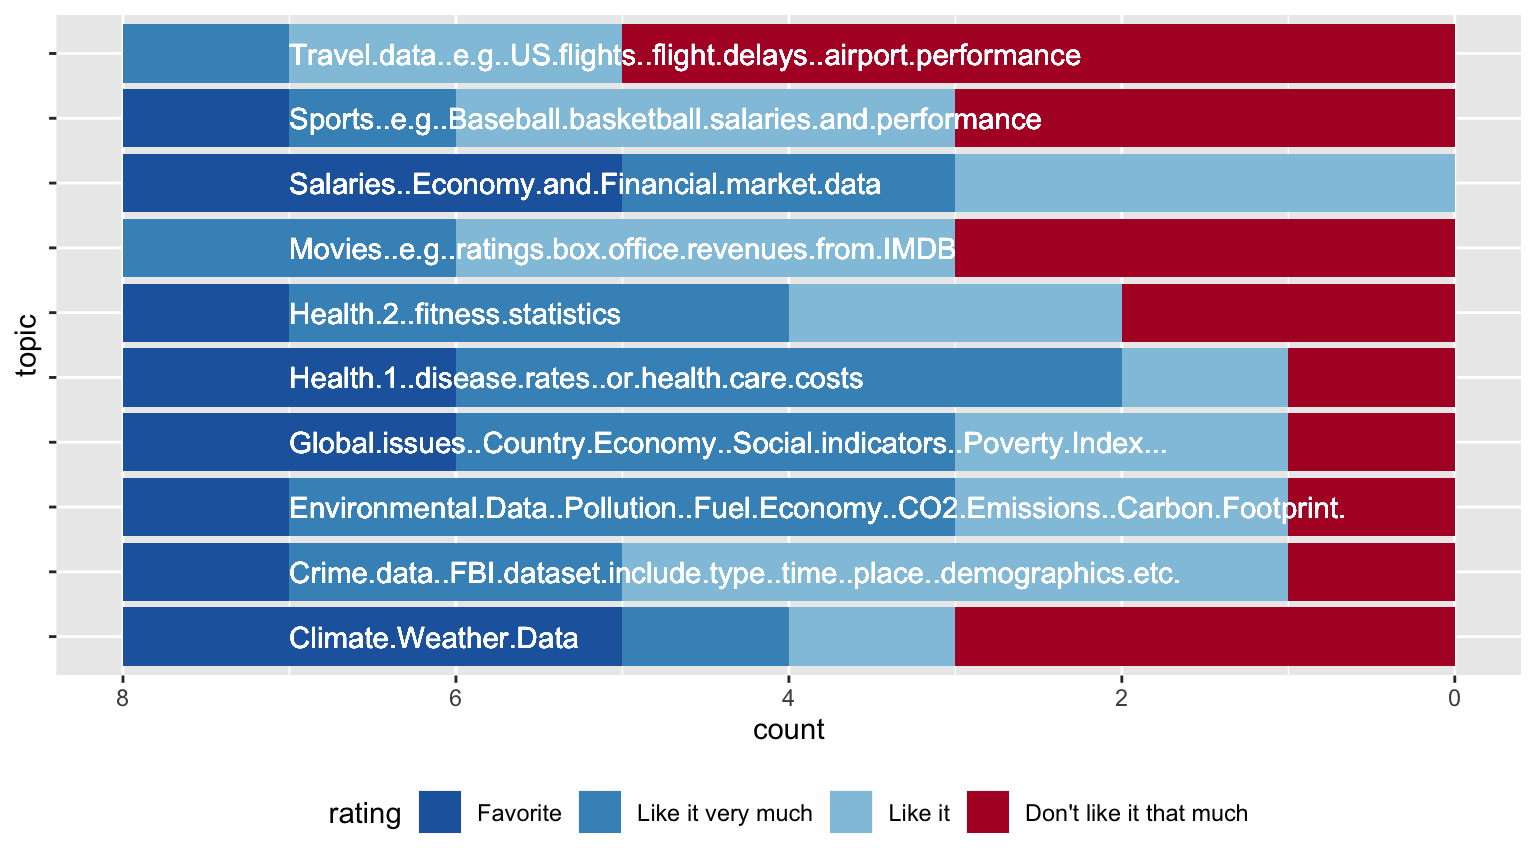 Travel.data..e.g..US.flights..flight.delays..airport.performance
Sports..e.g..Baseball.basketball.salaries.and.performance
Salaries..Economy.and.Financial.market.data
Movies..e.g..ratings.box.office.revenues.from.IMDB
Health.2..fitness.statistics
Health.1..disease.rates..or.health.care.costs
Global.issues..Country.Economy..Social.indicators..Poverty.Index...
Environmental.Data..Pollution..Fuel.Economy..CO2.Emissions..Carbon.Footprint.
Crime.data..FBI.dataset.include.type..time..place..demographics.etc.
Climate.Weather.Data
topic
8 6 4 2 0
count
rating Favorite Like it very much Like it Don't like it that much